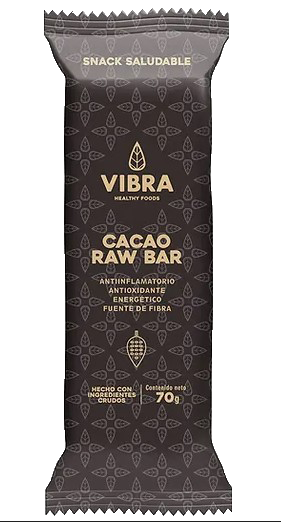 SNACK SALUDABLE
VIBRA
HEALTHY FOODS
CACAO
RAW BAR
ANTIINFLAMATORIO
ANTIOXIDANTE
ENERGÉTICO
FUENTE DE FIBRA
HECHO CON
INGREDIENTES
CRUDOS
Contenido neto
70g